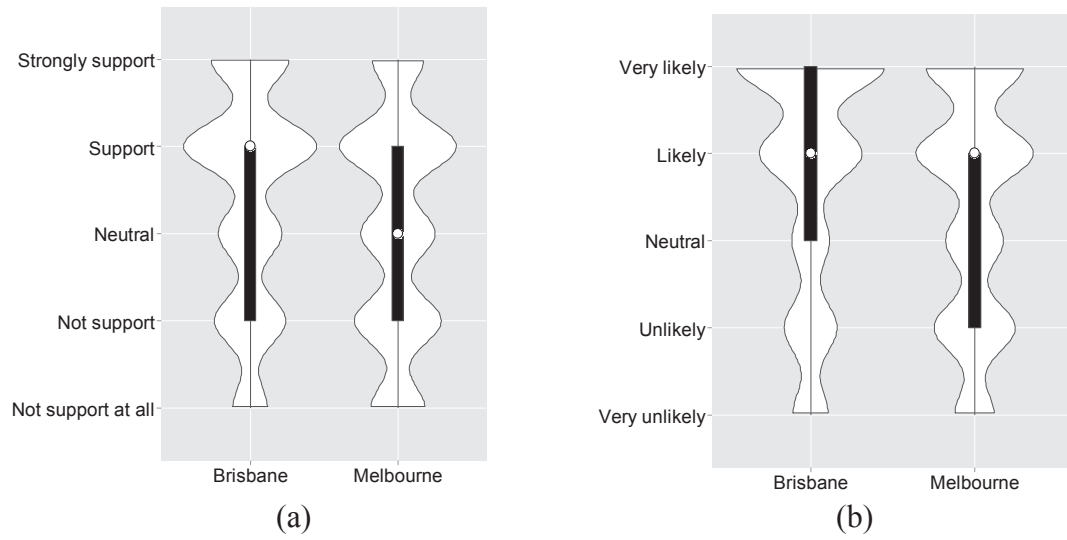 Strongly support
Support
Neutral
Not support
Not support at all
Brisbane Melbourne
(a)
Very likely
Likely
Neutral
Unlikely
Very unlikely
Brisbane Melbourne
(b)